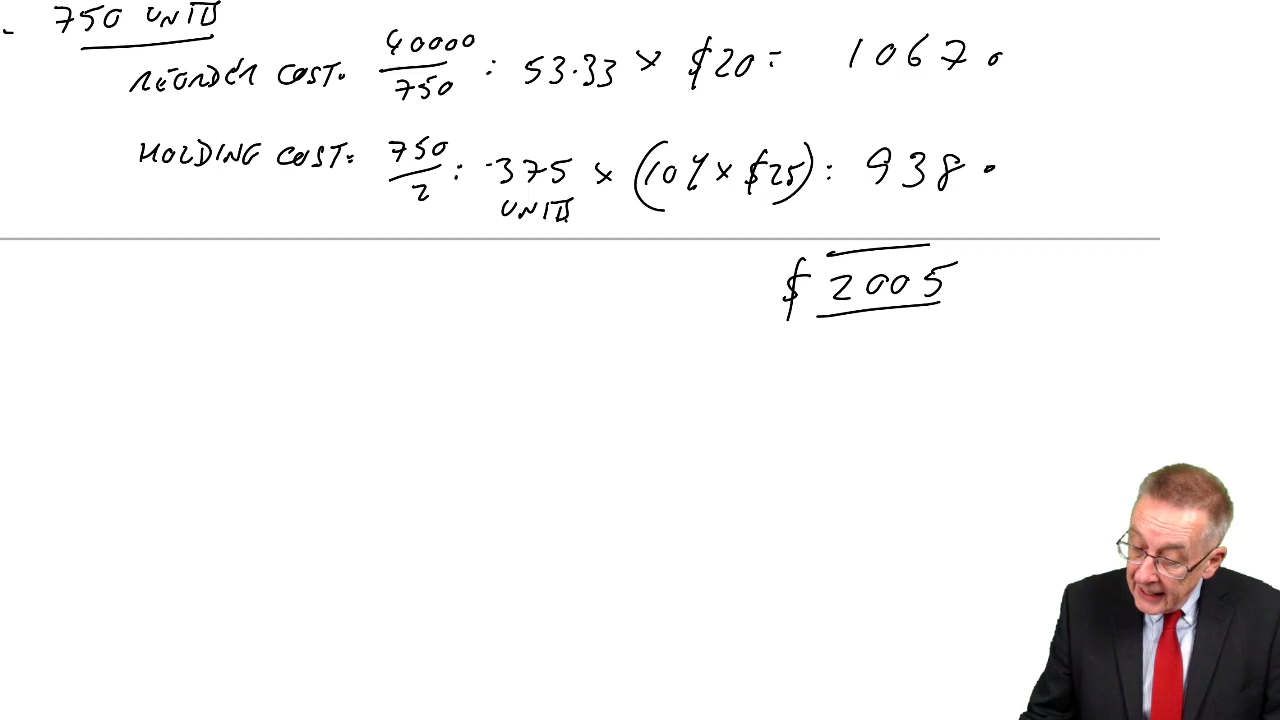 750 UNITS
REORDER COST: 40000/750 : 53.33 × $20 = 1067.
HOLDING COST: 750/2 : 375 UNITS × (10% × $25) : 938.
$ 2005